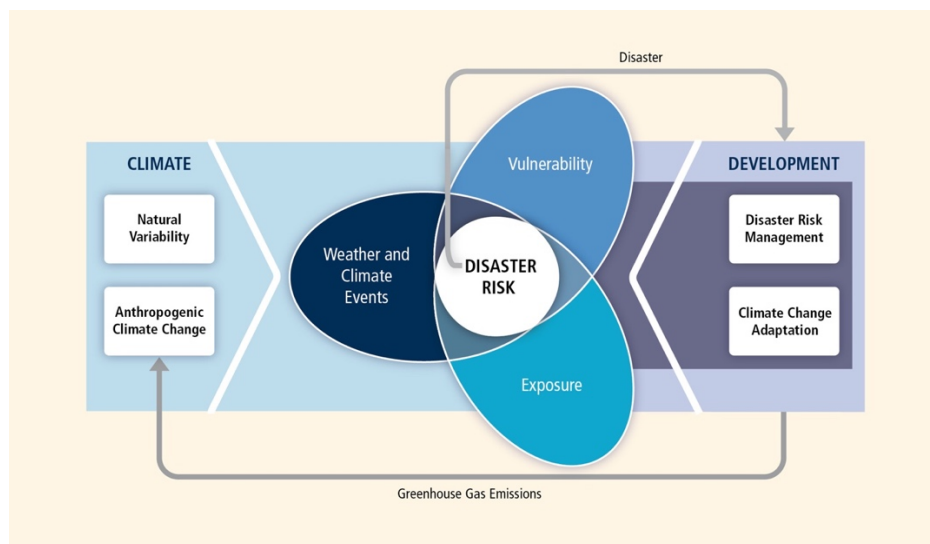 Disaster
CLIMATE
Natural
Variability
Anthropogenic
Climate Change
Weather and
Climate
Events
Vulnerability
DISASTER
RISK
Exposure
DEVELOPMENT
Disaster Risk
Management
Climate Change
Adaptation
Greenhouse Gas Emissions